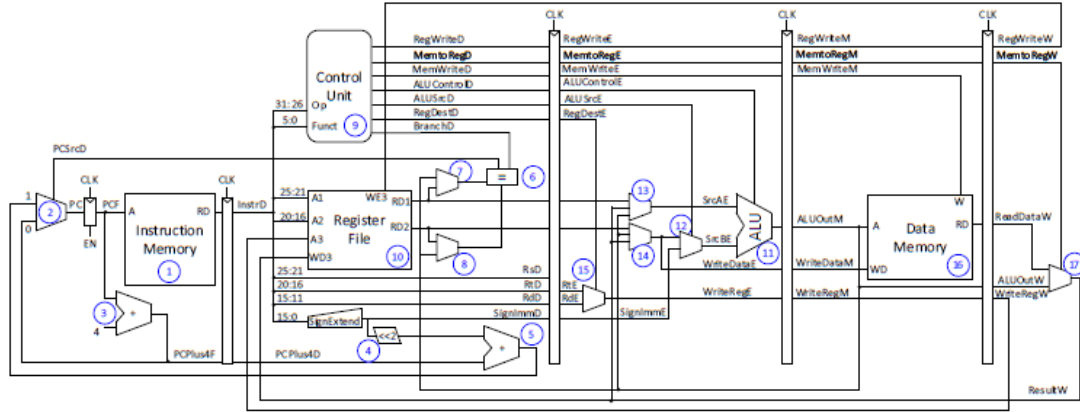 CLK
CLK
CLK
RegWriteD
RegWriteE
RegWriteM
RegWriteW
MemtoRegD
MemtoRegE
MemtoRegM
MemtoRegW
Control
Unit
MemWriteD
MemWriteE
MemWriteM
ALUControlD
ALUControlE
ALUSrcD
ALUSrcE
31:26
Op
RegDestD
RegDestE
5:0
Funct
9
BranchD
PCSrcD
7
=
6
CLK
CLK
1
2
0
PC
PCF
EN
A
RD
Instruction
Memory
1
InstrD
25:21
A1
WE3
RD1
20:16
A2
Register
File
RD2
A3
WD3
10
8
13
14
12
SrcAE
SrcBE
ALU
11
ALUOutM
W
A
RD
Data
Memory
WD
16
ReadDataW
17
ALUOutW
25:21
RsD
20:16
RtD
RtE
15:11
RdD
RdE
15
WriteDataE
WriteDataM
WriteRegE
WriteRegM
WriteRegW
15:0
SignExtend
SignImmD
SignImmE
3
+
4
<<2
4
5
+
PCPlus4F
PCPlus4D
ResultW